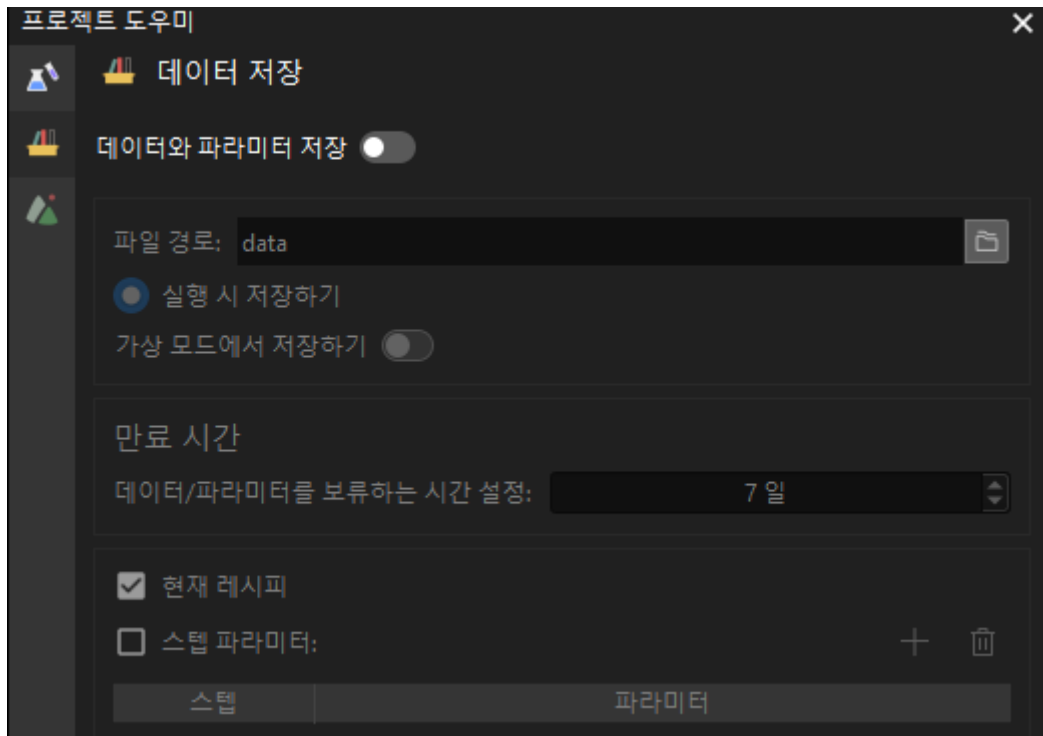 프로젝트 도우미
데이터 저장
데이터와 파라미터 저장
파일 경로: data
실행 시 저장하기
가상 모드에서 저장하기
만료 시간
데이터/파라미터를 보류하는 시간 설정: 7 일
현재 레시피
스텝 파라미터:
스텝 파라미터